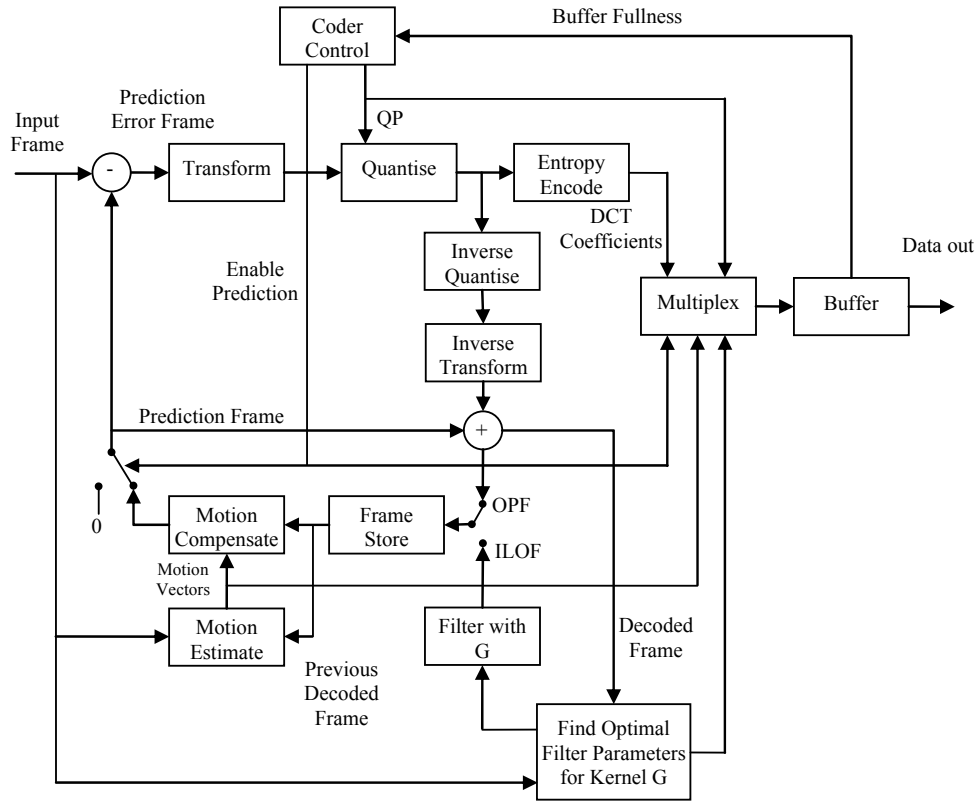 Buffer Fullness
Coder
Control
Prediction
Error Frame
Input
Frame
QP
-
Transform
Quantise
Entropy
Encode
DCT
Coefficients
Data out
Inverse
Quantise
Enable
Prediction
Multiplex
Buffer
Inverse
Transform
Prediction Frame
+
OPF
0
Motion
Compensate
Frame
Store
ILOF
Motion
Vectors
Motion
Estimate
Filter with
G
Decoded
Frame
Previous
Decoded
Frame
Find Optimal
Filter Parameters
for Kernel G